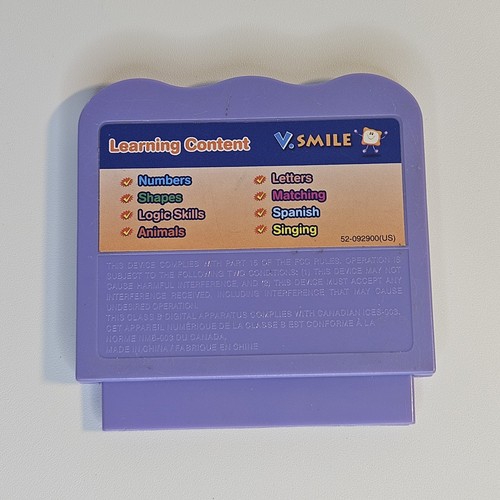 Learning Content
V.SMILE
Numbers
Shapes
Logic Skills
Animals
Letters
Matching
Spanish
Singing
52-092900(US)
THIS DEVICE COMPLIES WITH PART 15 OF THE FCC RULES. OPERATION IS
SUBJECT TO THE FOLLOWING TWO CONDITIONS: (1) THIS DEVICE MAY NOT
CAUSE HARMFUL INTERFERENCE, AND (2) THIS DEVICE MUST ACCEPT ANY
INTERFERENCE RECEIVED, INCLUDING INTERFERENCE THAT MAY CAUSE
UNDESIRED OPERATION.
THIS CLASS B DIGITAL APPARATUS COMPLIES WITH CANADIAN ICES-003.
CET APPAREIL NUMÉRIQUE DE LA CLASSE B EST CONFORME À LA
NORME NMB-003 DU CANADA.
MADE IN CHINA / FABRIQUÉ EN CHINE